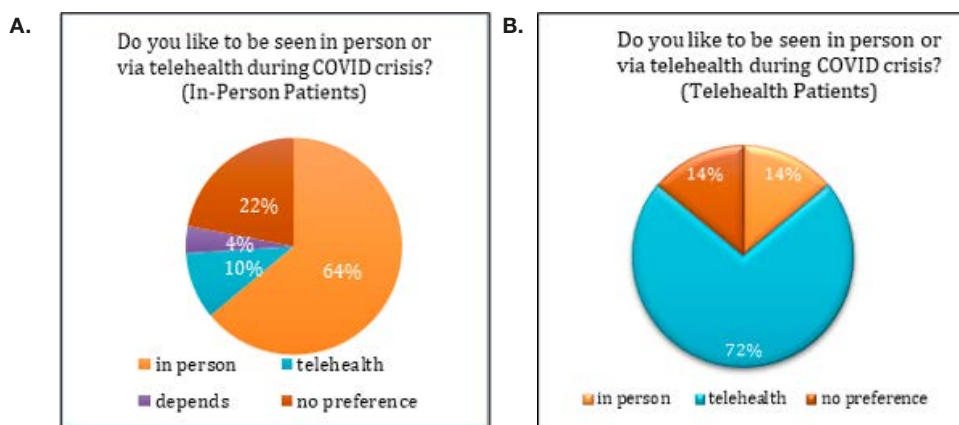 A.
Do you like to be seen in person or
via telehealth during COVID crisis?
(In-Person Patients)
22%
4%
10%
64%
in person
telehealth
depends
no preference
B.
Do you like to be seen in person or
via telehealth during COVID crisis?
(Telehealth Patients)
14%
14%
72%
in person
telehealth
no preference